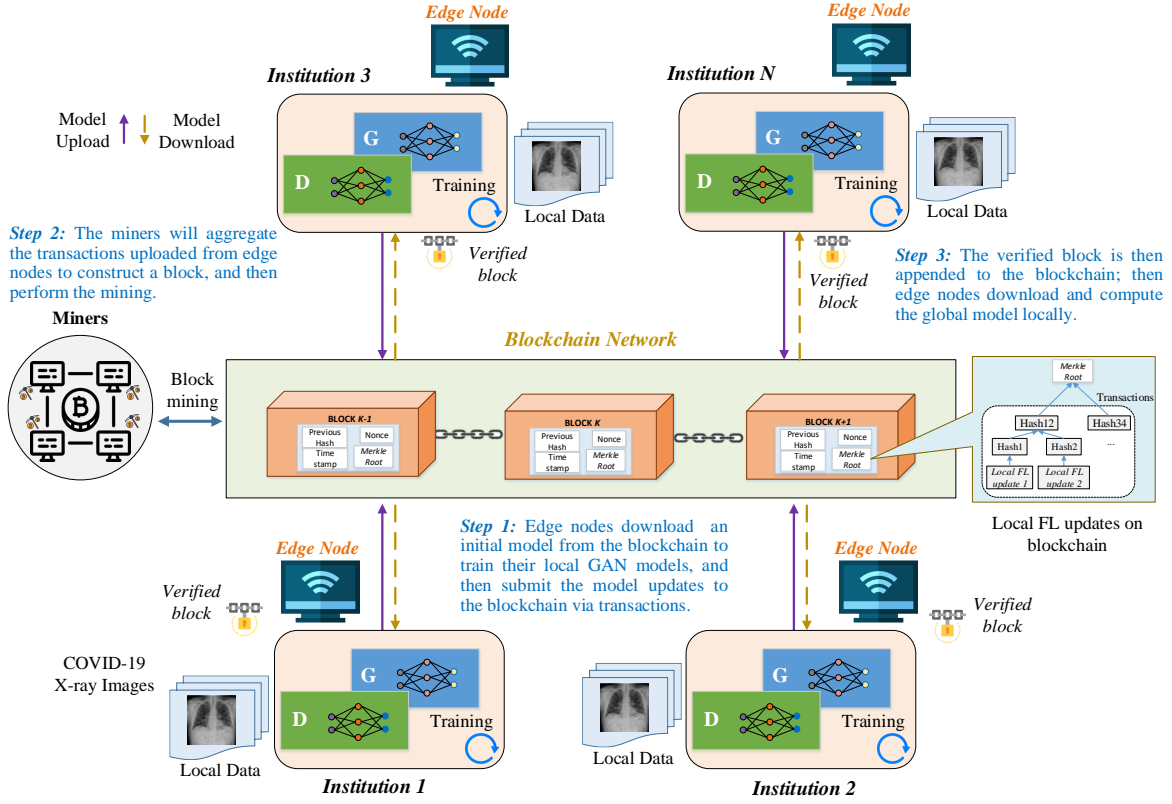 Edge Node
Edge Node
Institution 3
Institution N
Model
Upload
Model
Download
G
D
Training
Local Data
G
D
Training
Local Data
Step 2: The miners will aggregate
the transactions uploaded from edge
nodes to construct a block, and then
perform the mining.
Verified
block
Verified
block
Step 3: The verified block is then
appended to the blockchain; then
edge nodes download and compute
the global model locally.
Miners
Block
mining
Blockchain Network
BLOCK K-1
Previous
Hash
Nonce
Time
stamp
Merkle
Root
BLOCK K
Previous
Hash
Nonce
Time
stamp
Merkle
Root
BLOCK K+1
Previous
Hash
Nonce
Time
stamp
Merkle
Root
Merkle
Root
Transactions
Hash12
Hash34
Hash1
Hash2
...
Local FL
update 1
Local FL
update 2
Local FL updates on
blockchain
Step 1: Edge nodes download an
initial model from the blockchain to
train their local GAN models, and
then submit the model updates to
the blockchain via transactions.
Edge Node
Edge Node
Verified
block
Verified
block
COVID-19
X-ray Images
G
D
Training
Local Data
G
D
Training
Local Data
Institution 1
Institution 2